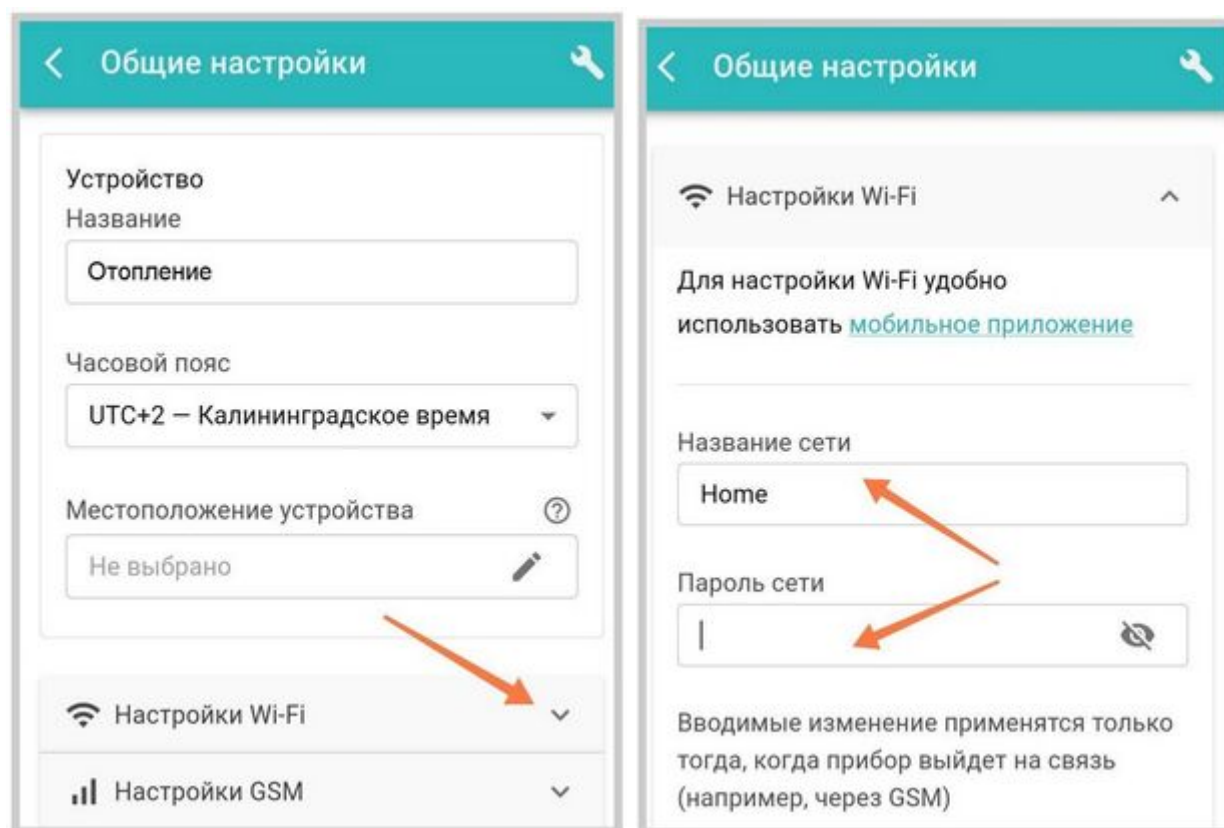 Общие настройки
Устройство
Название
Отопление
Часовой пояс
UTC+2 — Калининградское время
Местоположение устройства
Не выбрано
Настройки Wi-Fi
Настройки GSM
Общие настройки
Настройки Wi-Fi
Для настройки Wi-Fi удобно
использовать мобильное приложение
Название сети
Home
Пароль сети
Вводимые изменение применятся только
тогда, когда прибор выйдет на связь
(например, через GSM)